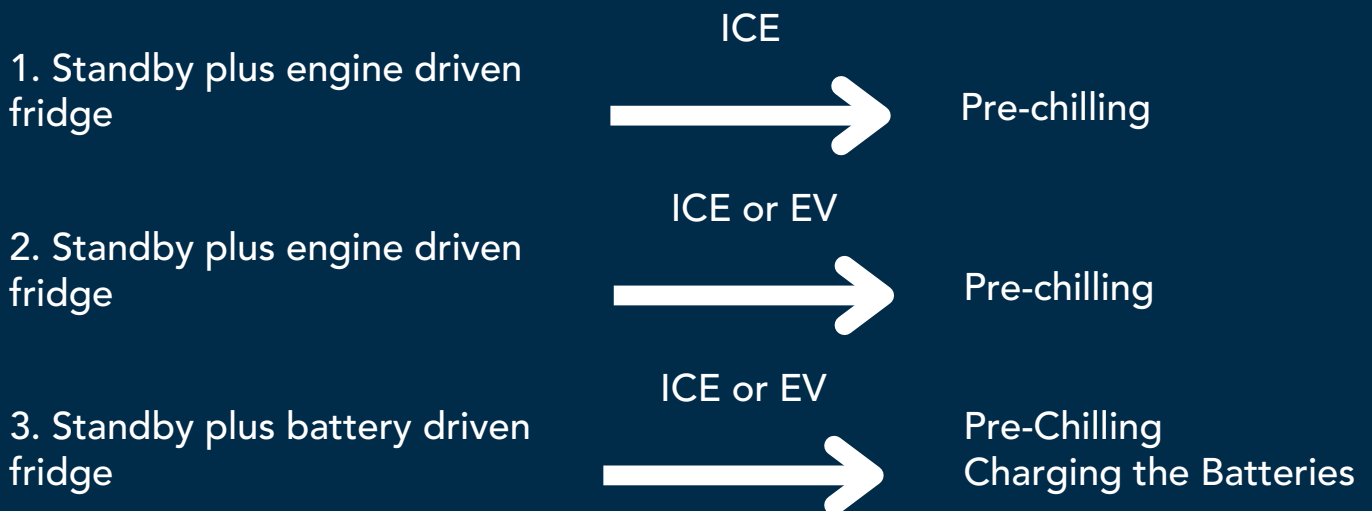 ICE
1. Standby plus engine driven
fridge
Pre-chilling
ICE or EV
2. Standby plus engine driven
fridge
Pre-chilling
ICE or EV
3. Standby plus battery driven
fridge
Pre-Chilling
Charging the Batteries